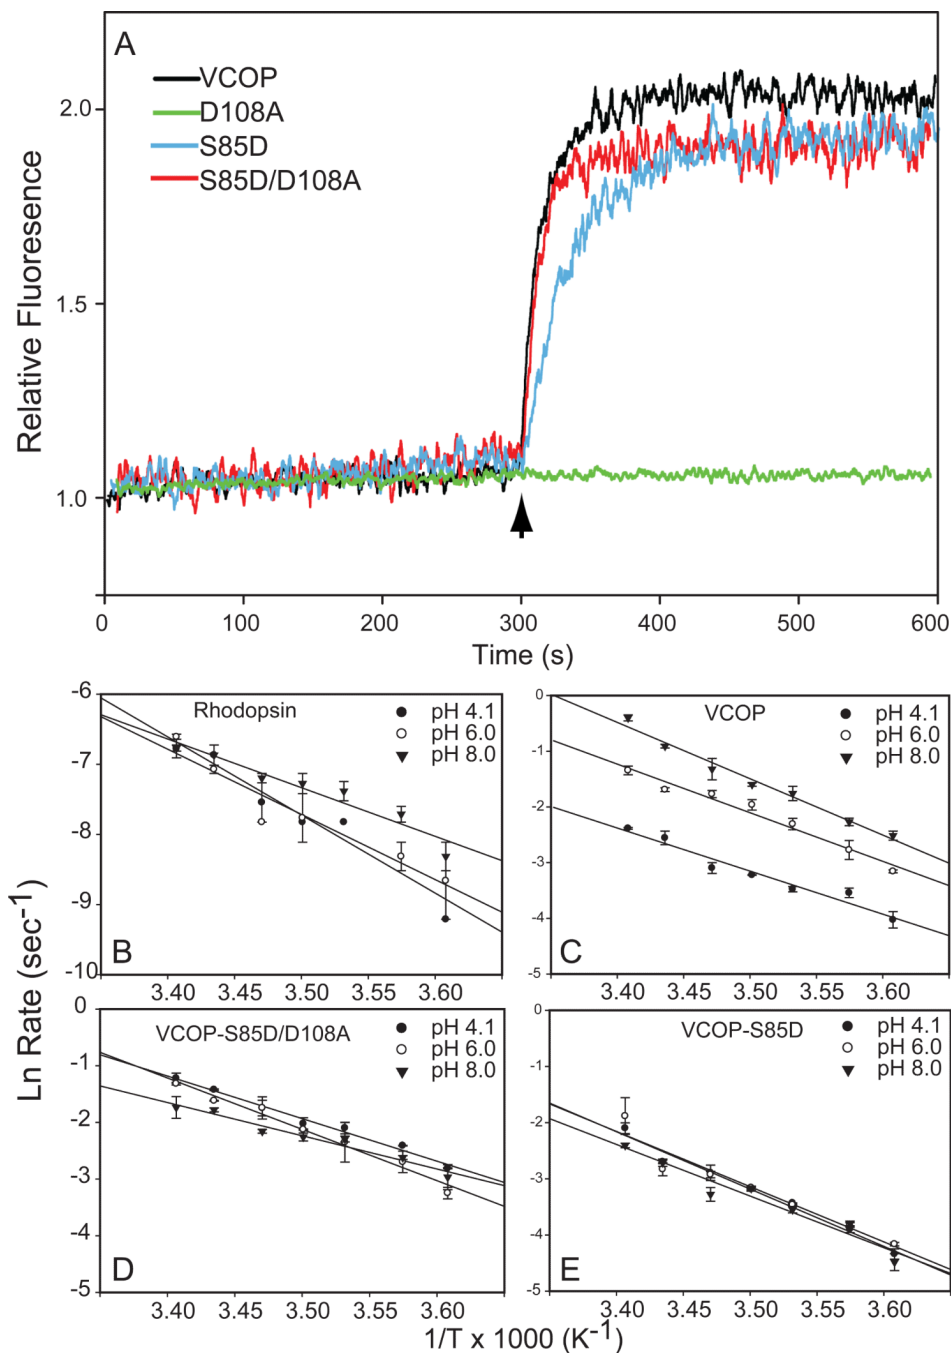 A
VCOP
D108A
S85D
S85D/D108A
2.0
1.5
1.0
Relative Fluoresence
0 100 200 300 400 500 600
Time (s)
Ln Rate (sec-1)
Rhodopsin
pH 4.1
pH 6.0
pH 8.0
-6
-7
-8
-9
-10
B
3.40 3.45 3.50 3.55 3.60
VCOP
pH 4.1
pH 6.0
pH 8.0
0
-1
-2
-3
-4
-5
C
3.40 3.45 3.50 3.55 3.60
VCOP-S85D/D108A
pH 4.1
pH 6.0
pH 8.0
0
-1
-2
-3
-4
-5
D
3.40 3.45 3.50 3.55 3.60
VCOP-S85D
pH 4.1
pH 6.0
pH 8.0
0
-1
-2
-3
-4
-5
E
3.40 3.45 3.50 3.55 3.60
1/T x 1000 (K-1)